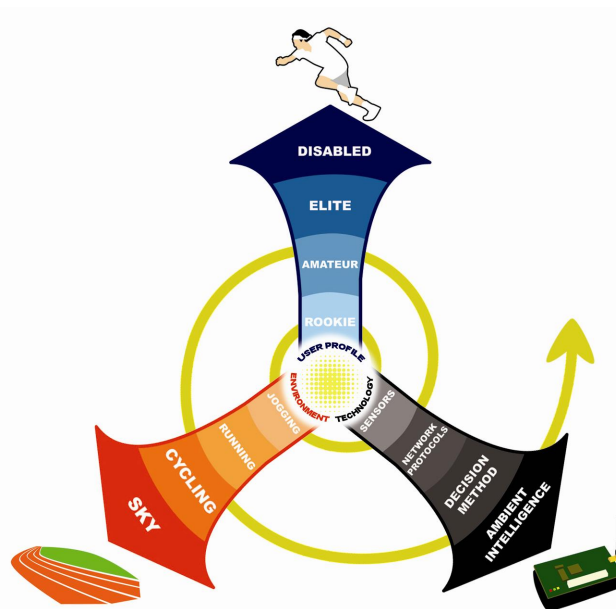 DISABLED
ELITE
AMATEUR
ROOKIE
USER PROFILE
ENVIRONMENT
TECHNOLOGY
JOGGING
RUNNING
CYCLING
SKY
SENSORS
NETWORK
PROTOCOLS
DECISION
METHOD
AMBIENT
INTELLIGENCE